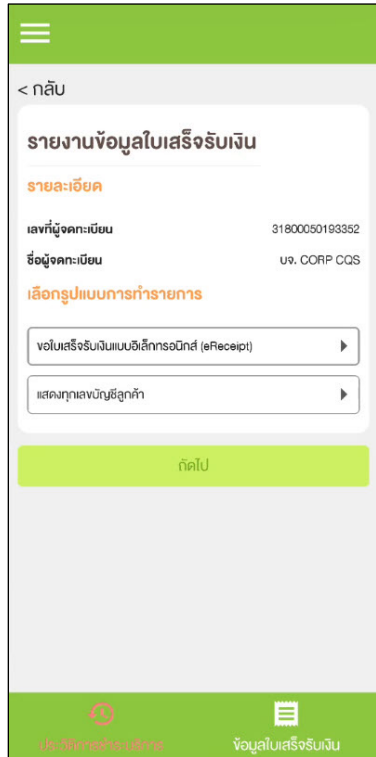 < กลับ
รายงานข้อมูลใบเสร็จรับเงิน
รายละเอียด
เลขที่ผู้จดทะเบียน 31800050193352
ชื่อผู้จดทะเบียน บจ. CORP CQS
เลือกรูปแบบการทำรายการ
ขอใบเสร็จรับเงินแบบอิเล็กทรอนิกส์ (eReceipt)
แสดงทุกเลขบัญชีลูกค้า
ถัดไป
ประวัติการชำระบริการ ข้อมูลใบเสร็จรับเงิน